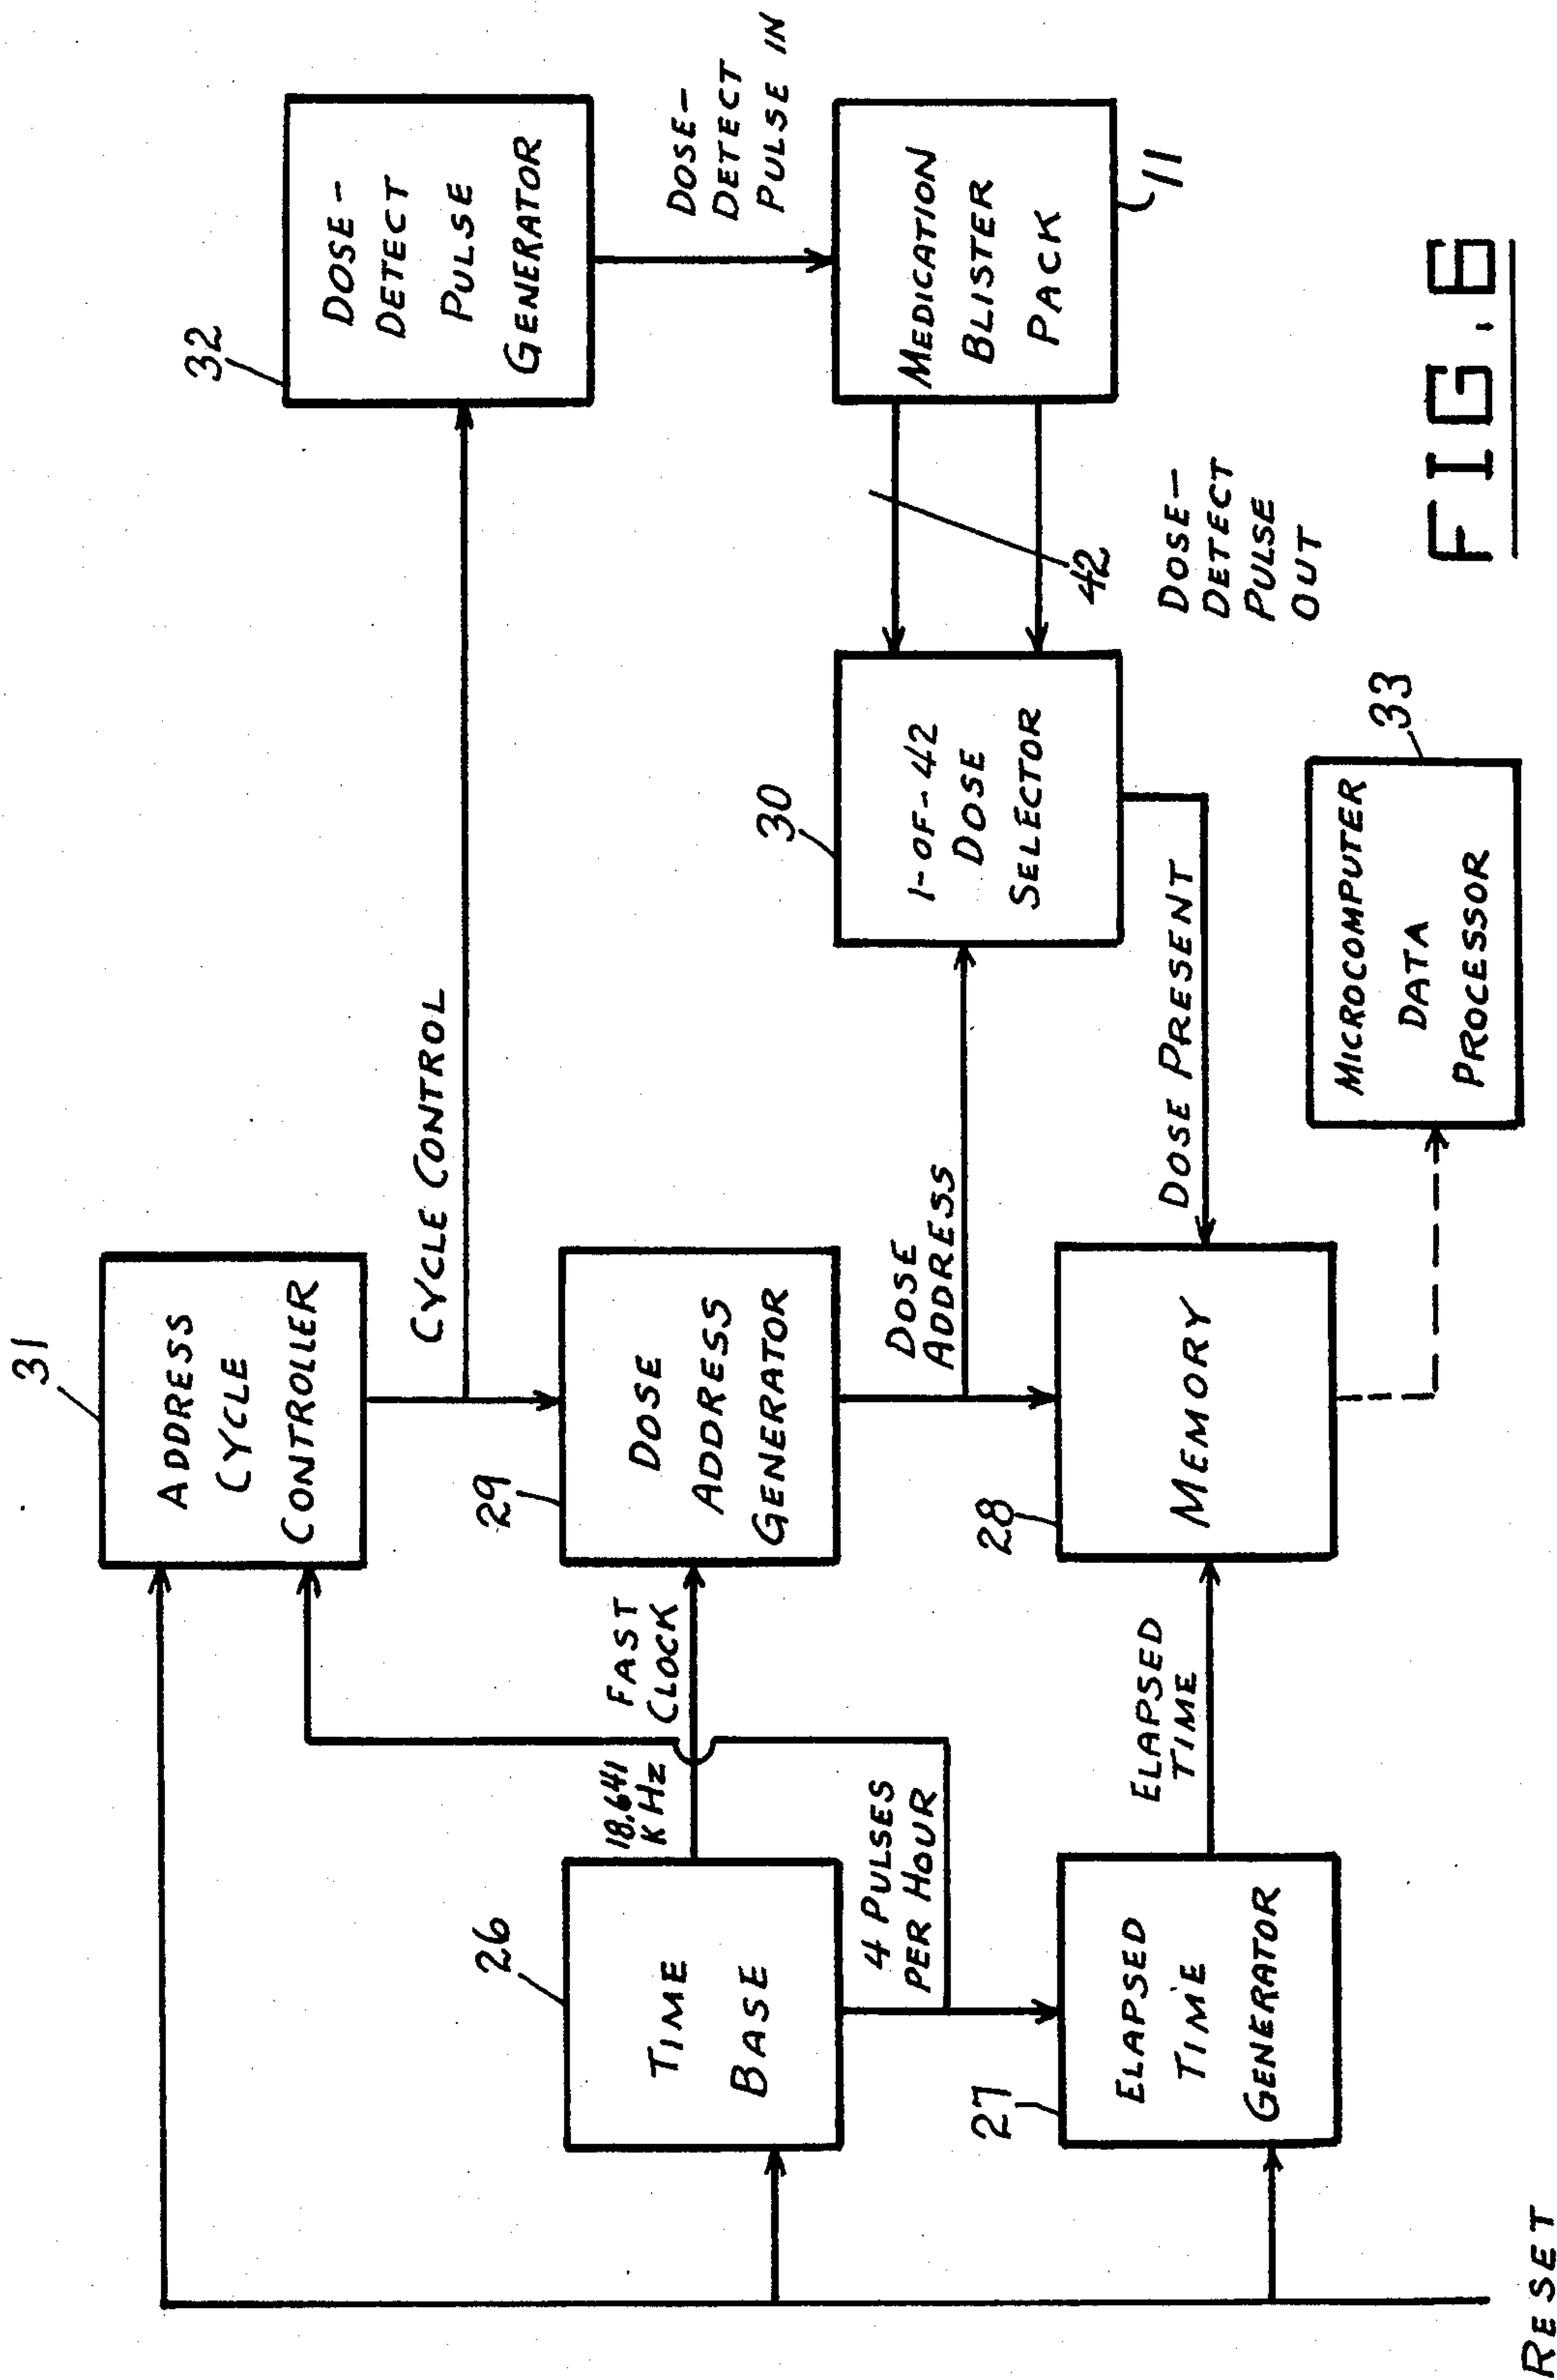 31
ADDRESS
CYCLE
CONTROLLER
32
DOSE-
DETECT
PULSE
GENERATOR
CYCLE CONTROL
26
TIME
BASE
18.641
KHz
FAST
CLOCK
29
DOSE
ADDRESS
GENERATOR
DOSE-
DETECT
PULSE IN
4 PULSES
PER HOUR
DOSE
ADDRESS
30
1-OF-42
DOSE
SELECTOR
42
MEDICATION
BLISTER
PACK
11
27
ELAPSED
TIME
GENERATOR
ELAPSED
TIME
28
MEMORY
DOSE PRESENT
DOSE-
DETECT
PULSE
OUT
33
MICROCOMPUTER
DATA
PROCESSOR
RESET
FIG. 6